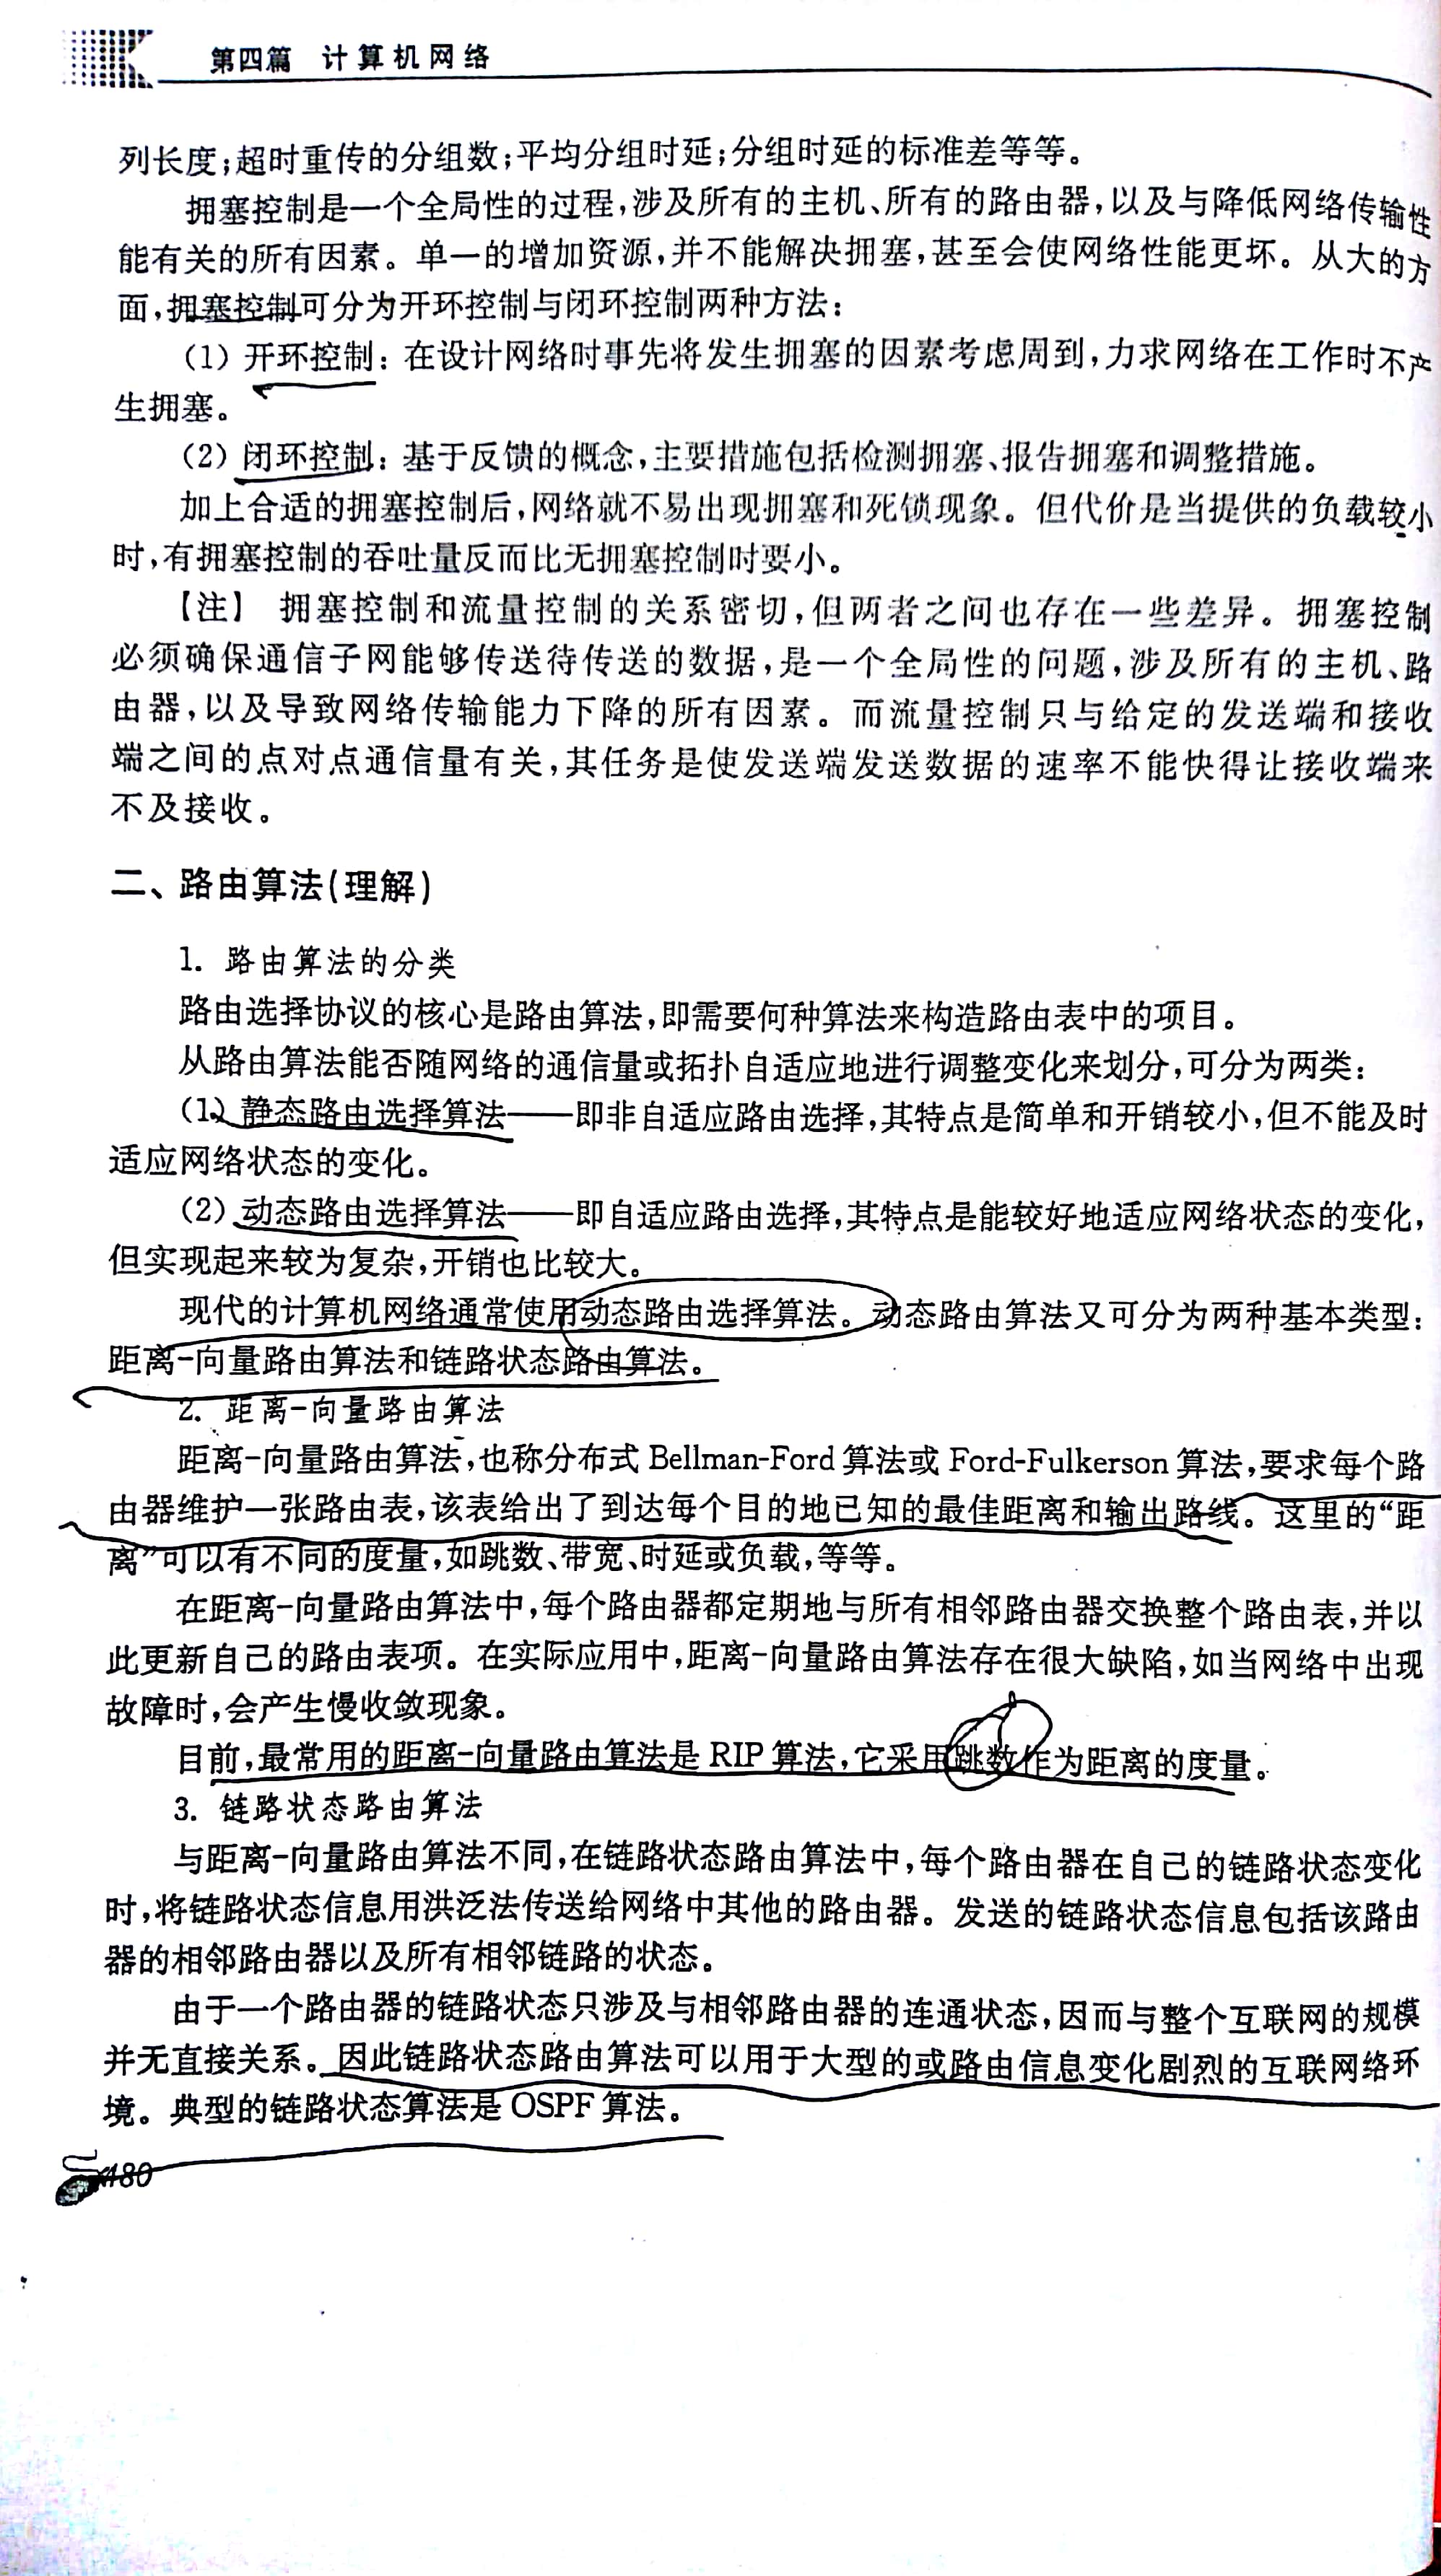 第四篇 计算机网络
列长度;超时重传的分组数;平均分组时延;分组时延的标准差等等。
拥塞控制是一个全局性的过程,涉及所有的主机、所有的路由器,以及与降低网络传输性
能有关的所有因素。单一的增加资源,并不能解决拥塞,甚至会使网络性能更坏。从大的方
面,拥塞控制可分为开环控制与闭环控制两种方法:
(1) 开环控制: 在设计网络时事先将发生拥塞的因素考虑周到,力求网络在工作时不产
生拥塞。
(2) 闭环控制: 基于反馈的概念,主要措施包括检测拥塞、报告拥塞和调整措施。
加上合适的拥塞控制后,网络就不易出现拥塞和死锁现象。但代价是当提供的负载较小
时,有拥塞控制的吞吐量反而比无拥塞控制时要小。
【注】 拥塞控制和流量控制的关系密切,但两者之间也存在一些差异。拥塞控制
必须确保通信子网能够传送待传送的数据,是一个全局性的问题,涉及所有的主机、路
由器,以及导致网络传输能力下降的所有因素。而流量控制只与给定的发送端和接收
端之间的点对点通信量有关,其任务是使发送端发送数据的速率不能快得让接收端来
不及接收。
二、路由算法(理解)
1. 路由算法的分类
路由选择协议的核心是路由算法,即需要何种算法来构造路由表中的项目。
从路由算法能否随网络的通信量或拓扑自适应地进行调整变化来划分,可分为两类:
(1) 静态路由选择算法——即非自适应路由选择,其特点是简单和开销较小,但不能及时
适应网络状态的变化。
(2) 动态路由选择算法——即自适应路由选择,其特点是能较好地适应网络状态的变化,
但实现起来较为复杂,开销也比较大。
现代的计算机网络通常使用动态路由选择算法。动态路由算法又可分为两种基本类型:
距离-向量路由算法和链路状态路由算法。
2. 距离-向量路由算法
距离-向量路由算法,也称分布式 Bellman-Ford 算法或 Ford-Fulkerson 算法,要求每个路
由器维护一张路由表,该表给出了到达每个目的地已知的最佳距离和输出路线。这里的“距
离”可以有不同的度量,如跳数、带宽、时延或负载,等等。
在距离-向量路由算法中,每个路由器都定期地与所有相邻路由器交换整个路由表,并以
此更新自己的路由表项。在实际应用中,距离-向量路由算法存在很大缺陷,如当网络中出现
故障时,会产生慢收敛现象。
目前,最常用的距离-向量路由算法是 RIP 算法,它采用跳数作为距离的度量。
3. 链路状态路由算法
与距离-向量路由算法不同,在链路状态路由算法中,每个路由器在自己的链路状态变化
时,将链路状态信息用洪泛法传送给网络中其他的路由器。发送的链路状态信息包括该路由
器的相邻路由器以及所有相邻链路的状态。
由于一个路由器的链路状态只涉及与相邻路由器的连通状态,因而与整个互联网的规模
并无直接关系。因此链路状态路由算法可以用于大型的或路由信息变化剧烈的互联网络环
境。典型的链路状态算法是 OSPF 算法。
480